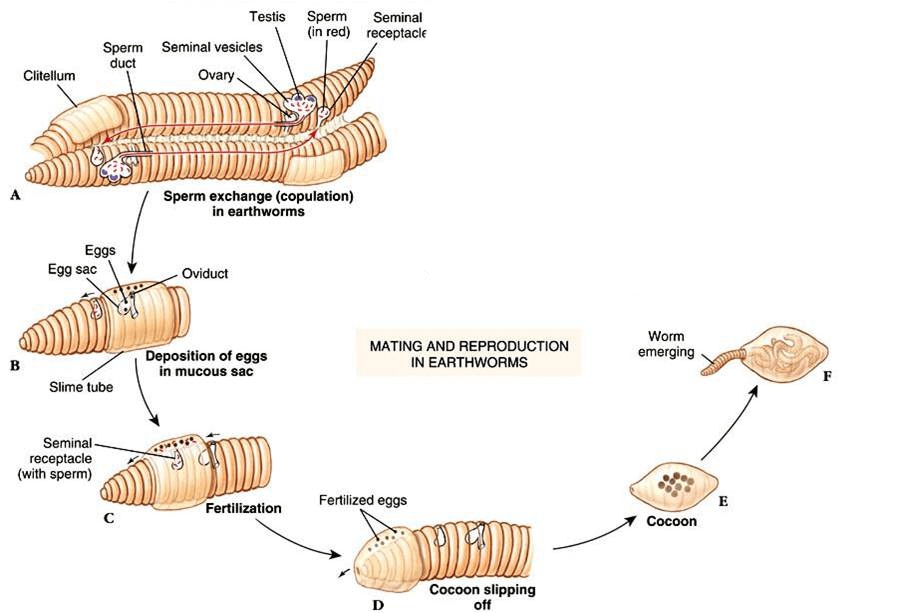 Testis
Sperm
(in red)
Seminal
receptacle
Sperm
duct
Seminal vesicles
Ovary
Clitellum
A
Sperm exchange (copulation)
in earthworms
Eggs
Egg sac
Oviduct
B
Deposition of eggs
in mucous sac
Slime tube
MATING AND REPRODUCTION
IN EARTHWORMS
Worm
emerging
F
Seminal
receptacle
(with sperm)
C
Fertilization
Fertilized eggs
E
Cocoon
Cocoon slipping
off
D